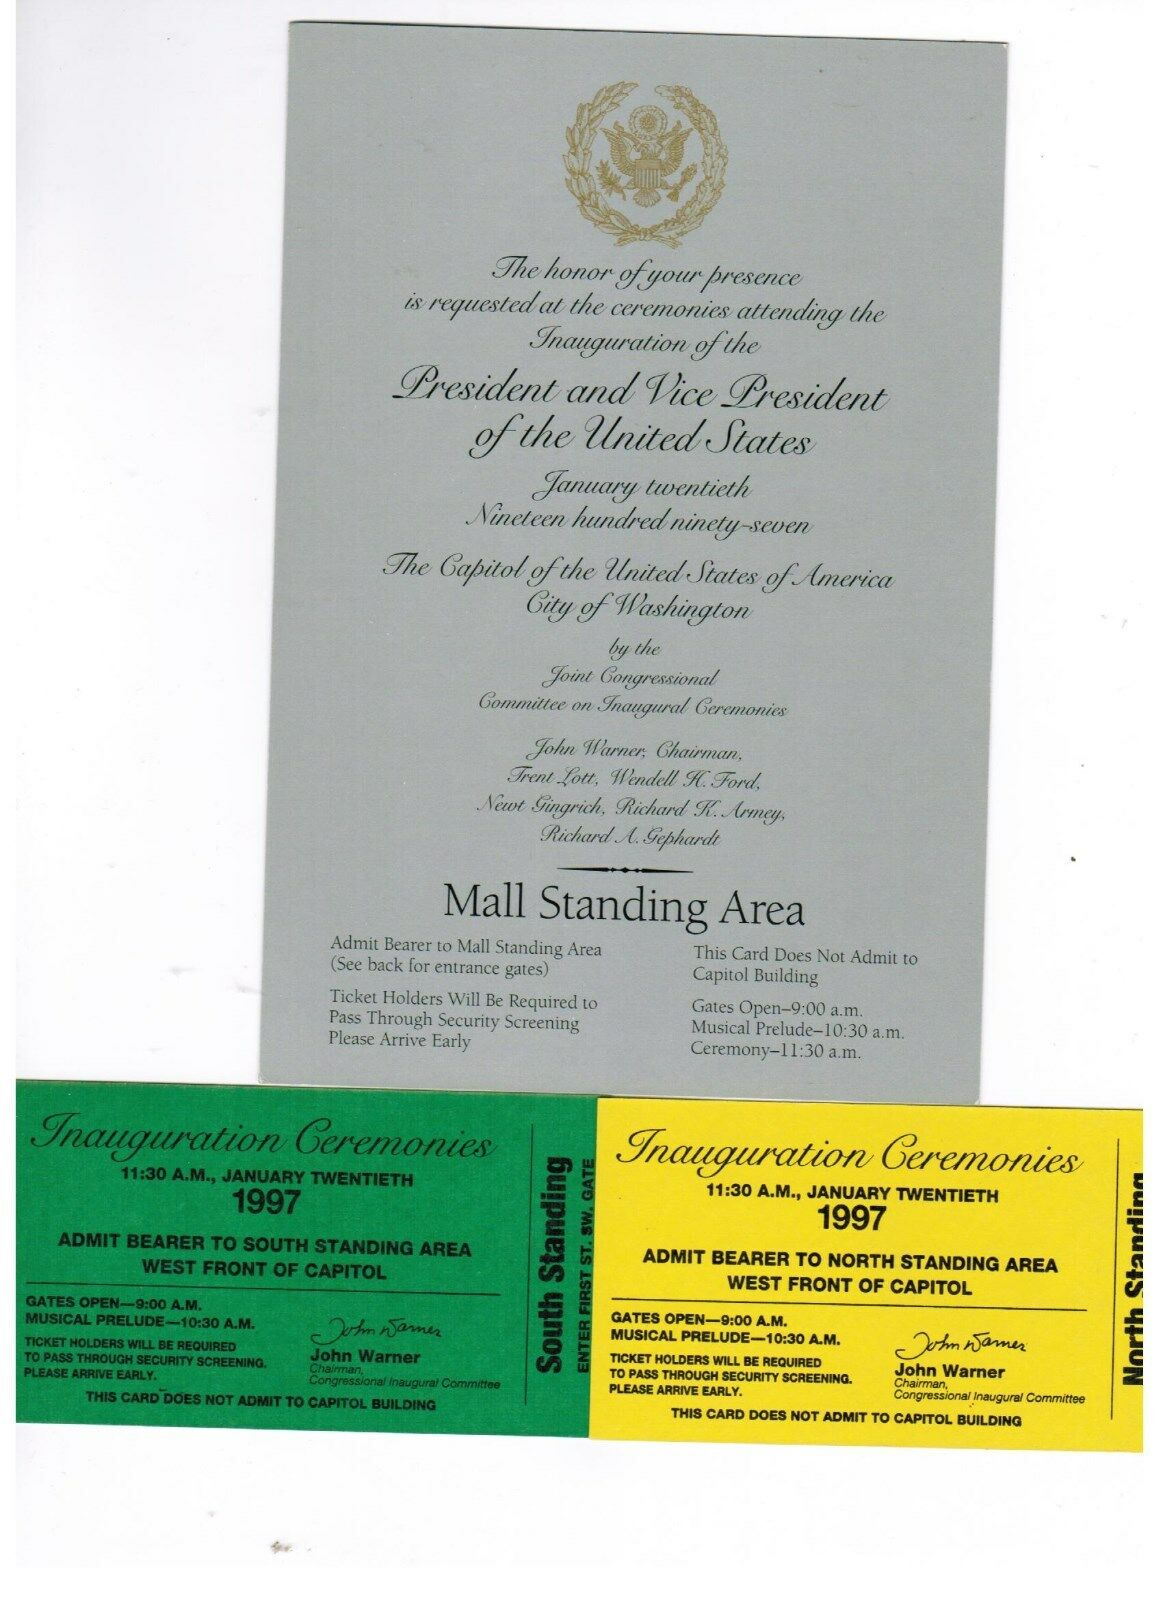 The honor of your presence
is requested at the ceremonies attending the
Inauguration of the
President and Vice President
of the United States
January twentieth
Nineteen hundred ninety-seven
The Capitol of the United States of America
City of Washington
by the
Joint Congressional
Committee on Inaugural Ceremonies
John Warner, Chairman,
Trent Lott, Wendell H. Ford,
Newt Gingrich, Richard K. Armey,
Richard A. Gephardt
Mall Standing Area
Admit Bearer to Mall Standing Area
(See back for entrance gates)
Ticket Holders Will Be Required to
Pass Through Security Screening
Please Arrive Early
This Card Does Not Admit to
Capitol Building
Gates Open–9:00 a.m.
Musical Prelude–10:30 a.m.
Ceremony–11:30 a.m.
Inauguration Ceremonies
11:30 A.M., JANUARY TWENTIETH
1997
ADMIT BEARER TO SOUTH STANDING AREA
WEST FRONT OF CAPITOL
GATES OPEN—9:00 A.M.
MUSICAL PRELUDE—10:30 A.M.
TICKET HOLDERS WILL BE REQUIRED
TO PASS THROUGH SECURITY SCREENING.
PLEASE ARRIVE EARLY.
John Warner
John Warner
Chairman,
Congressional Inaugural Committee
THIS CARD DOES NOT ADMIT TO CAPITOL BUILDING
South Standing
ENTER FIRST ST. SW. GATE
Inauguration Ceremonies
11:30 A.M., JANUARY TWENTIETH
1997
ADMIT BEARER TO NORTH STANDING AREA
WEST FRONT OF CAPITOL
GATES OPEN—9:00 A.M.
MUSICAL PRELUDE—10:30 A.M.
TICKET HOLDERS WILL BE REQUIRED
TO PASS THROUGH SECURITY SCREENING.
PLEASE ARRIVE EARLY.
John Warner
John Warner
Chairman,
Congressional Inaugural Committee
THIS CARD DOES NOT ADMIT TO CAPITOL BUILDING
North Standing